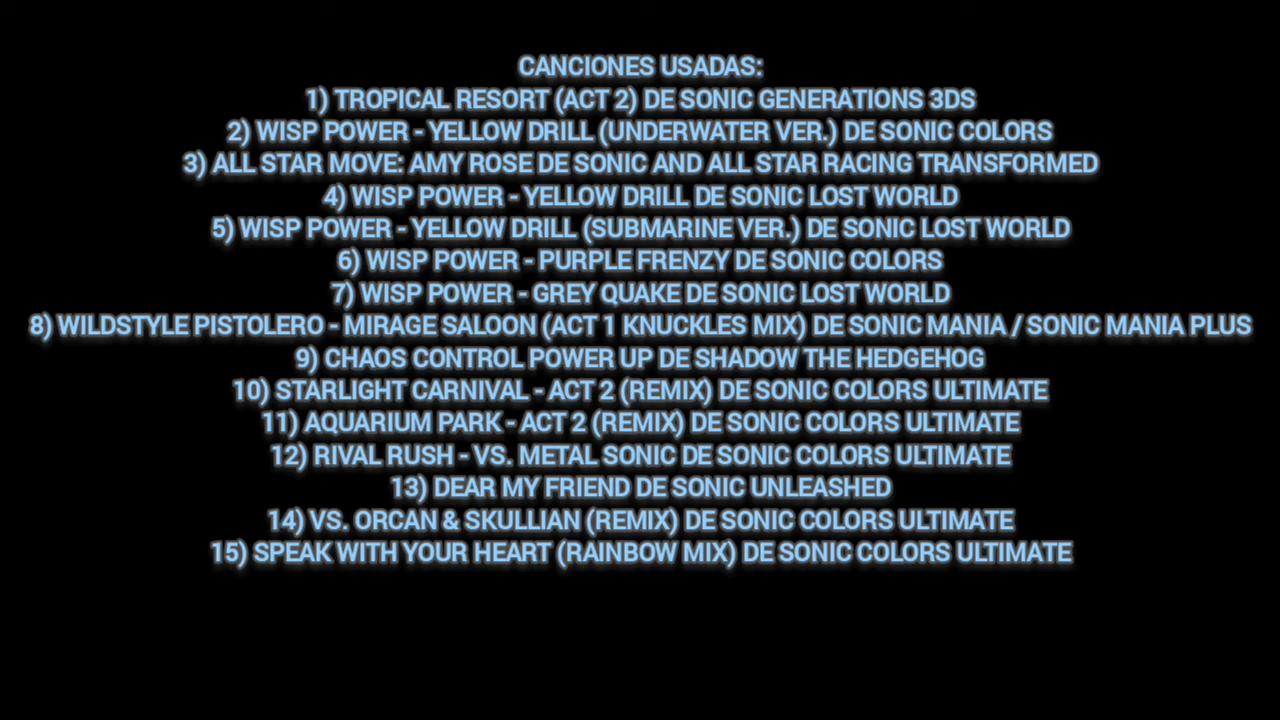 CANCIONES USADAS:
1) TROPICAL RESORT (ACT 2) DE SONIC GENERATIONS 3DS
2) WISP POWER - YELLOW DRILL (UNDERWATER VER.) DE SONIC COLORS
3) ALL STAR MOVE: AMY ROSE DE SONIC AND ALL STAR RACING TRANSFORMED
4) WISP POWER - YELLOW DRILL DE SONIC LOST WORLD
5) WISP POWER - YELLOW DRILL (SUBMARINE VER.) DE SONIC LOST WORLD
6) WISP POWER - PURPLE FRENZY DE SONIC COLORS
7) WISP POWER - GREY QUAKE DE SONIC LOST WORLD
8) WILDSTYLE PISTOLERO - MIRAGE SALOON (ACT 1 KNUCKLES MIX) DE SONIC MANIA / SONIC MANIA PLUS
9) CHAOS CONTROL POWER UP DE SHADOW THE HEDGEHOG
10) STARLIGHT CARNIVAL - ACT 2 (REMIX) DE SONIC COLORS ULTIMATE
11) AQUARIUM PARK - ACT 2 (REMIX) DE SONIC COLORS ULTIMATE
12) RIVAL RUSH - VS. METAL SONIC DE SONIC COLORS ULTIMATE
13) DEAR MY FRIEND DE SONIC UNLEASHED
14) VS. ORCAN & SKULLIAN (REMIX) DE SONIC COLORS ULTIMATE
15) SPEAK WITH YOUR HEART (RAINBOW MIX) DE SONIC COLORS ULTIMATE